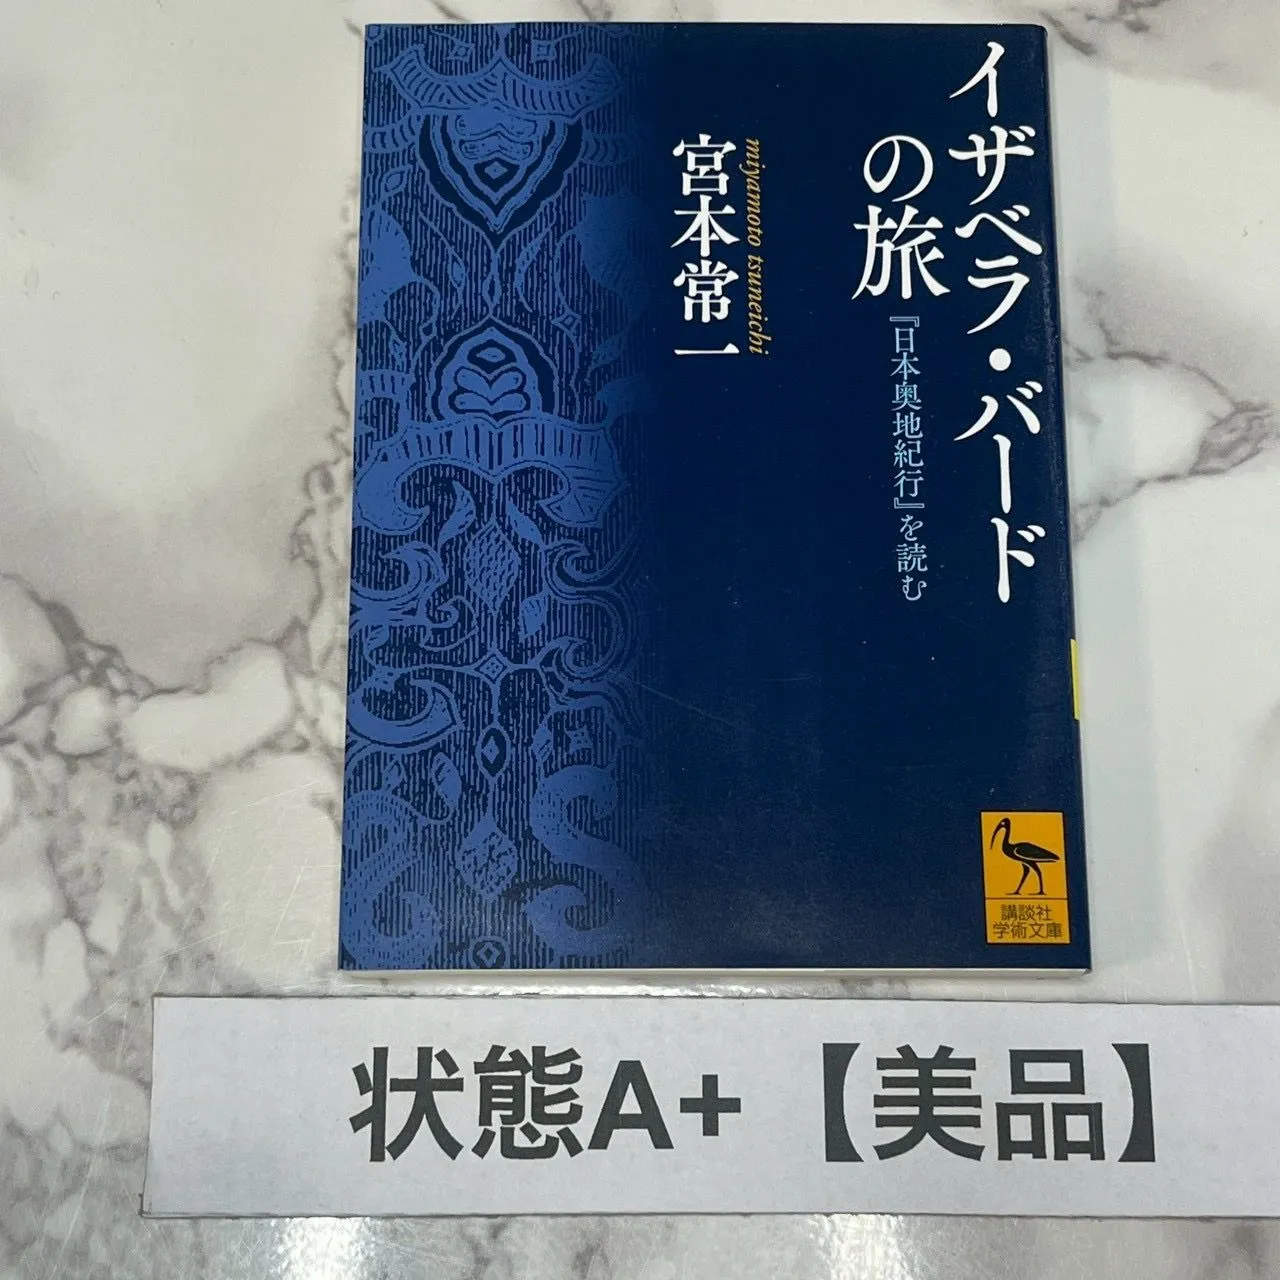 イザベラ・バード
の旅
『日本奥地紀行』を読む
miyamoto tsuneichi
宮本常一
講談社
学術文庫
状態A+【美品】